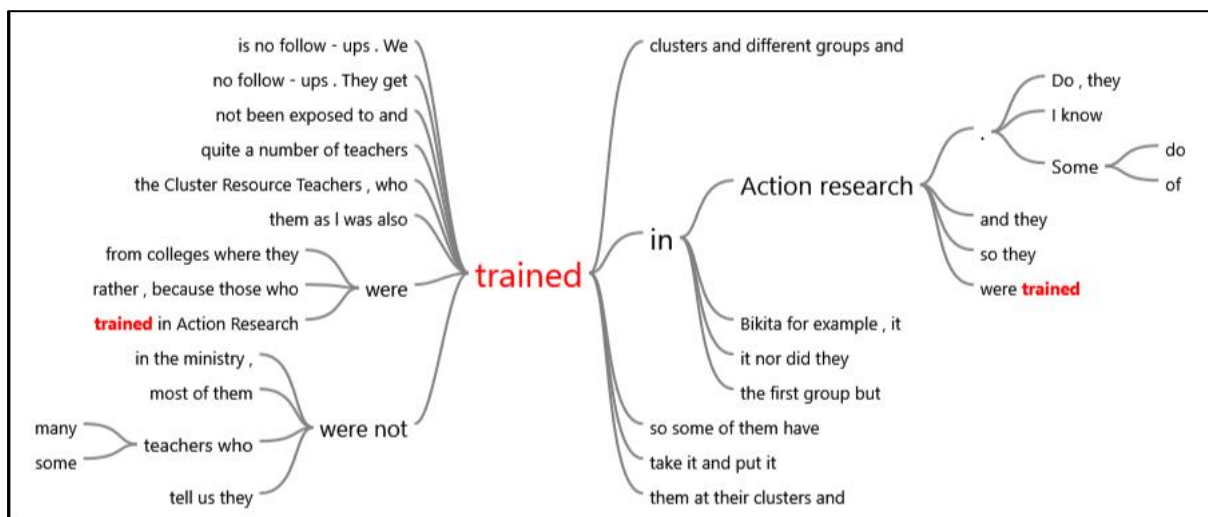 is no follow - ups . We
no follow - ups . They get
not been exposed to and
quite a number of teachers
the Cluster Resource Teachers , who
them as I was also
from colleges where they
rather , because those who
trained in Action Research
were
in the ministry ,
most of them
many
some
teachers who
tell us they
were not
trained
clusters and different groups and
in
Action research
.
Do , they
I know
Some
do
of
and they
so they
were trained
Bikita for example , it
it nor did they
the first group but
so some of them have
take it and put it
them at their clusters and